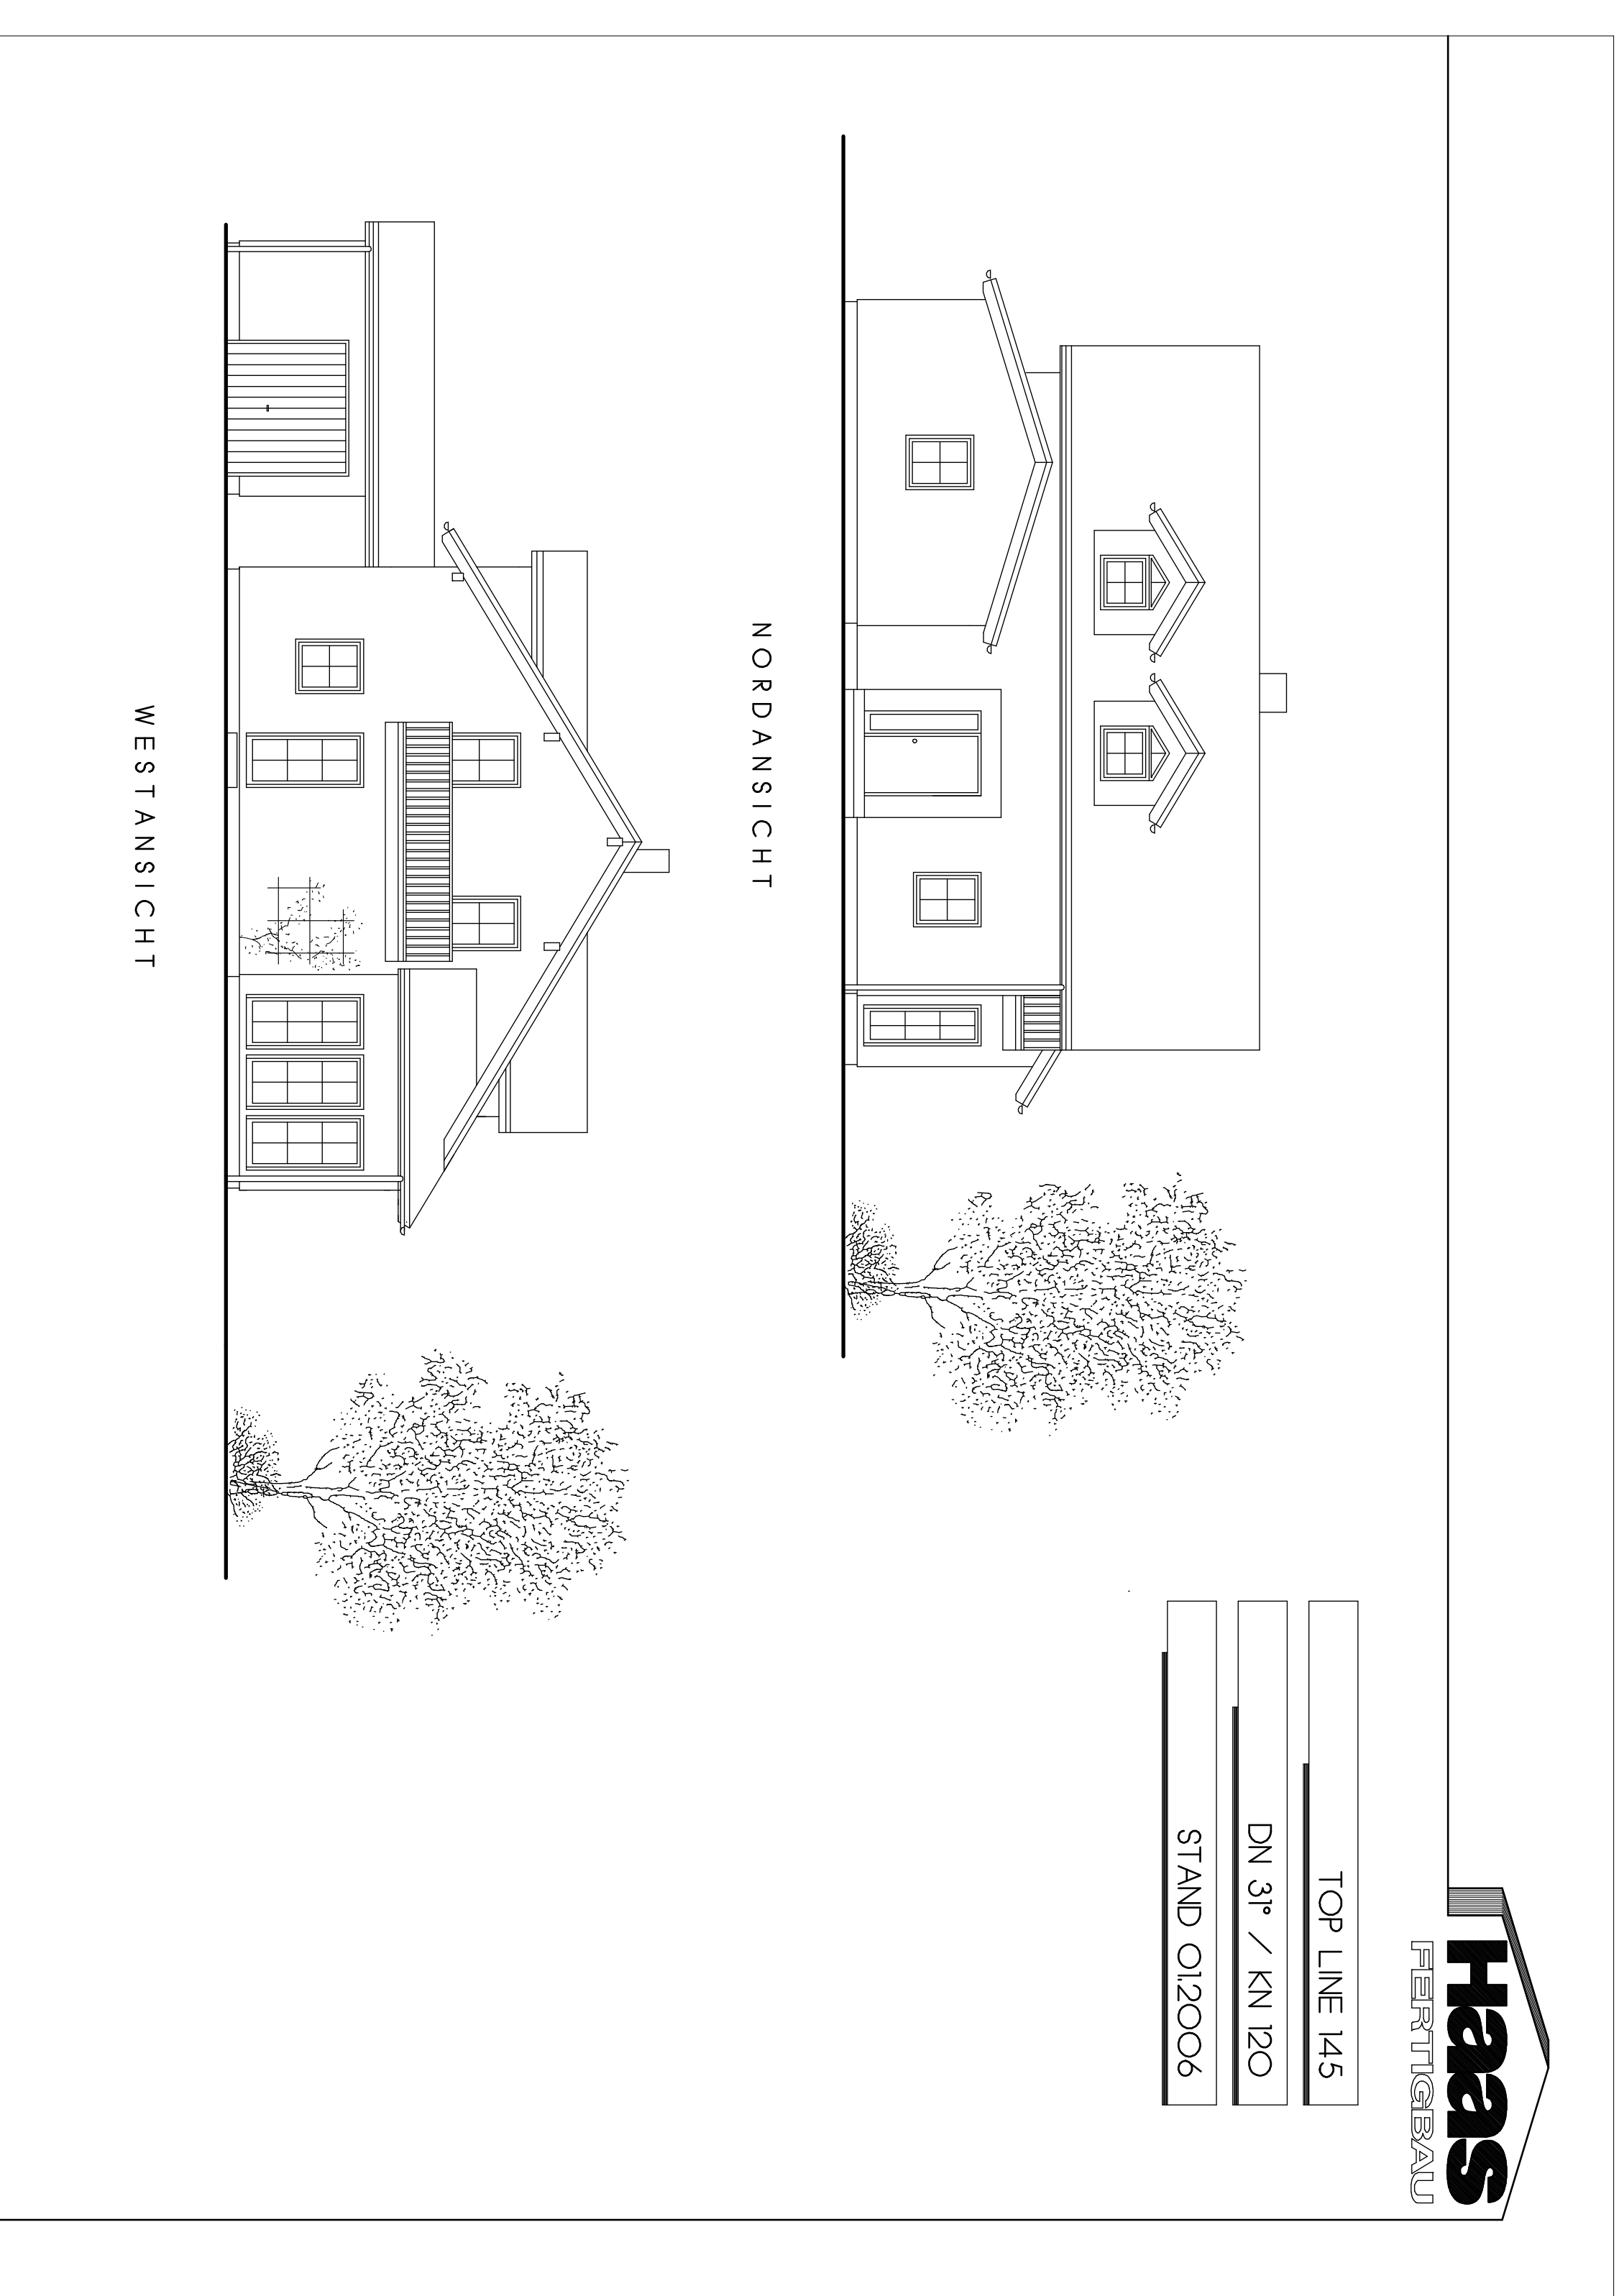 Haas
FERTIGBAU
TOP LINE 145
DN 31° / KN 120
STAND 01.2006
NORDANSICHT
WESTANSICHT